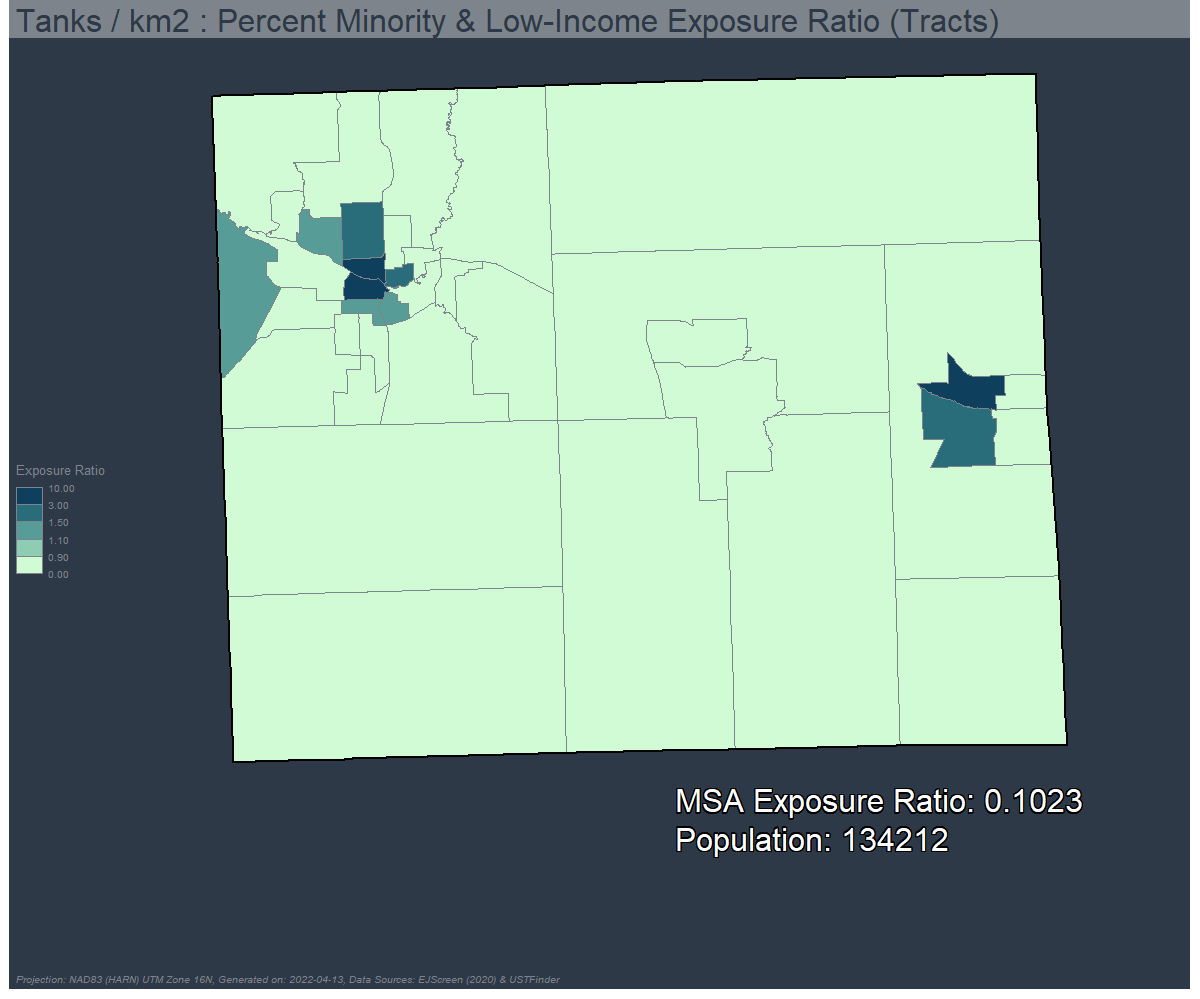 Tanks / km2 : Percent Minority & Low-Income Exposure Ratio (Tracts)
Exposure Ratio
10.00
3.00
1.50
1.10
0.90
0.00
MSA Exposure Ratio: 0.1023
Population: 134212
Projection: NAD83 (HARN) UTM Zone 16N, Generated on: 2022-04-13, Data Sources: EJScreen (2020) & USTFinder